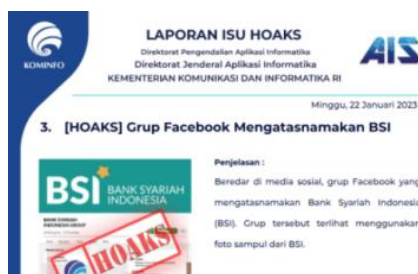 LAPORAN ISU HOAKS
Direktorat Pengendalian Aplikasi Informatika
Direktorat Jenderal Aplikasi Informatika
KEMENTERIAN KOMUNIKASI DAN INFORMATIKA RI
KOMINFO
AIS
Minggu, 22 Januari 2023
3. [HOAKS] Grup Facebook Mengatasnamakan BSI
BSI BANK SYARIAH
INDONESIA
HOAKS
Penjelasan :
Beredar di media sosial, grup Facebook yang
mengatasnamakan Bank Syariah Indonesia
(BSI). Grup tersebut terlihat menggunakan
foto sampul dari BSI.